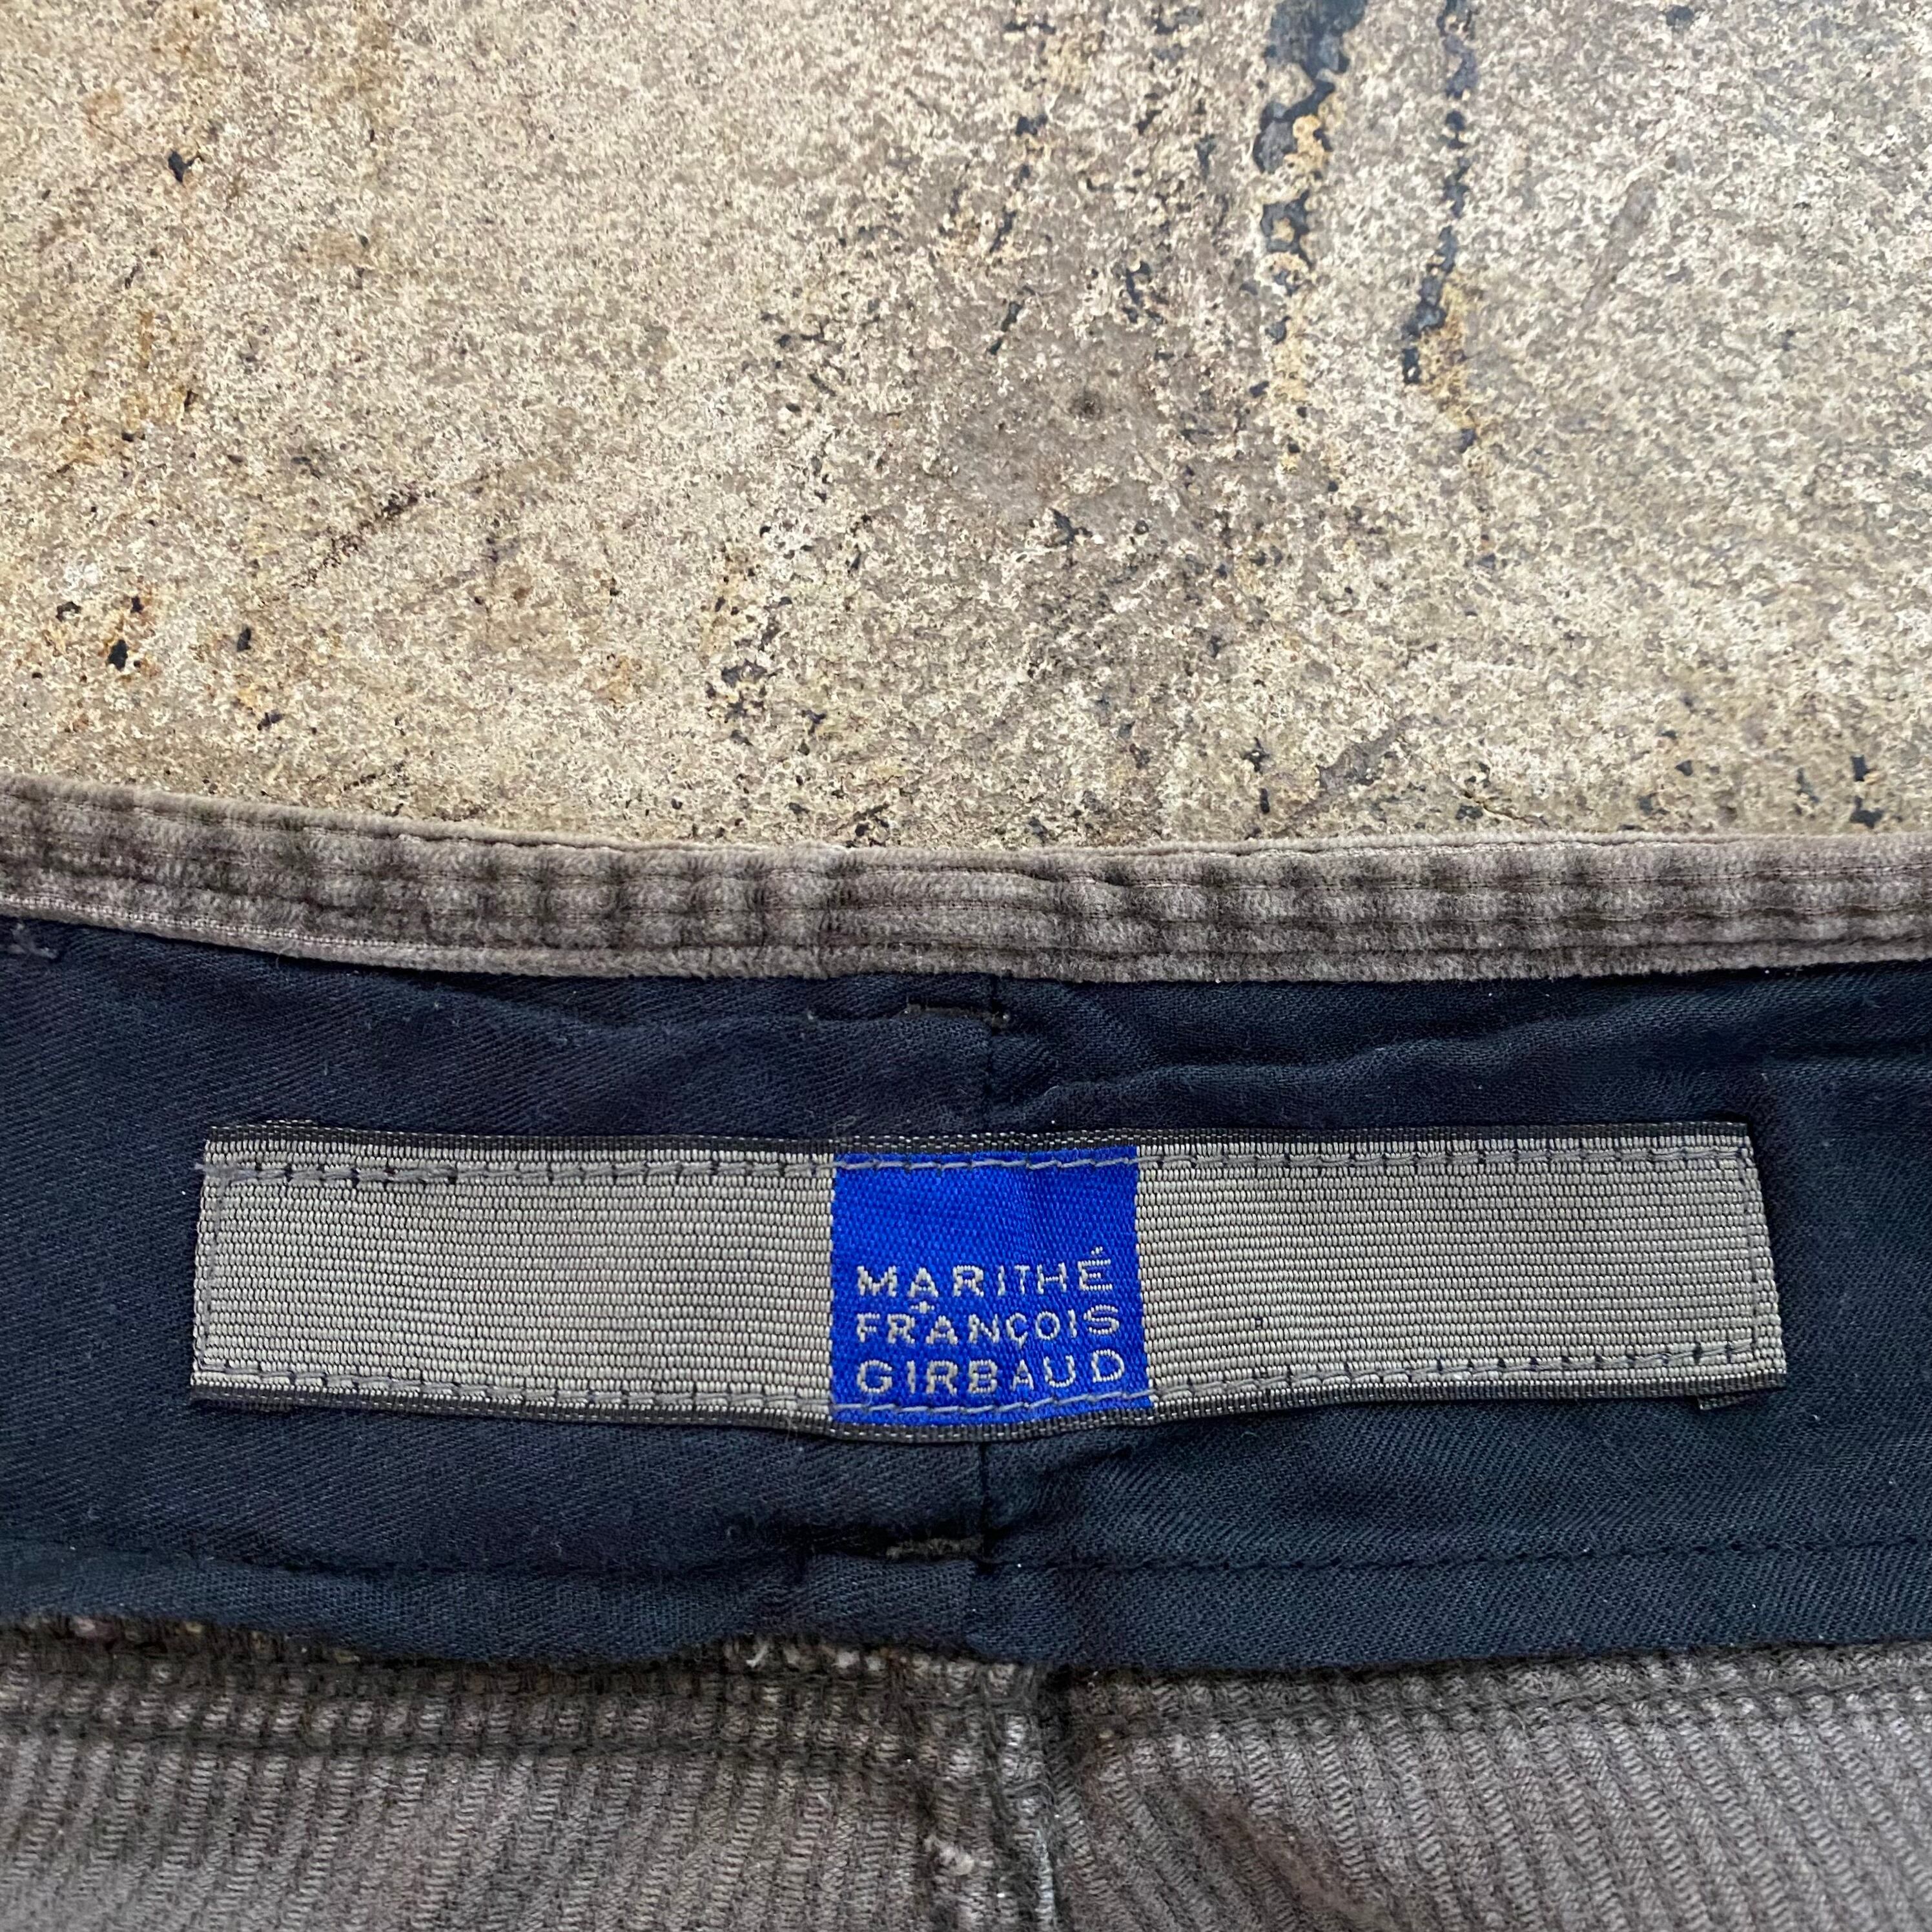 MARITHÉ
+
FRANÇOIS
GIRBAUD